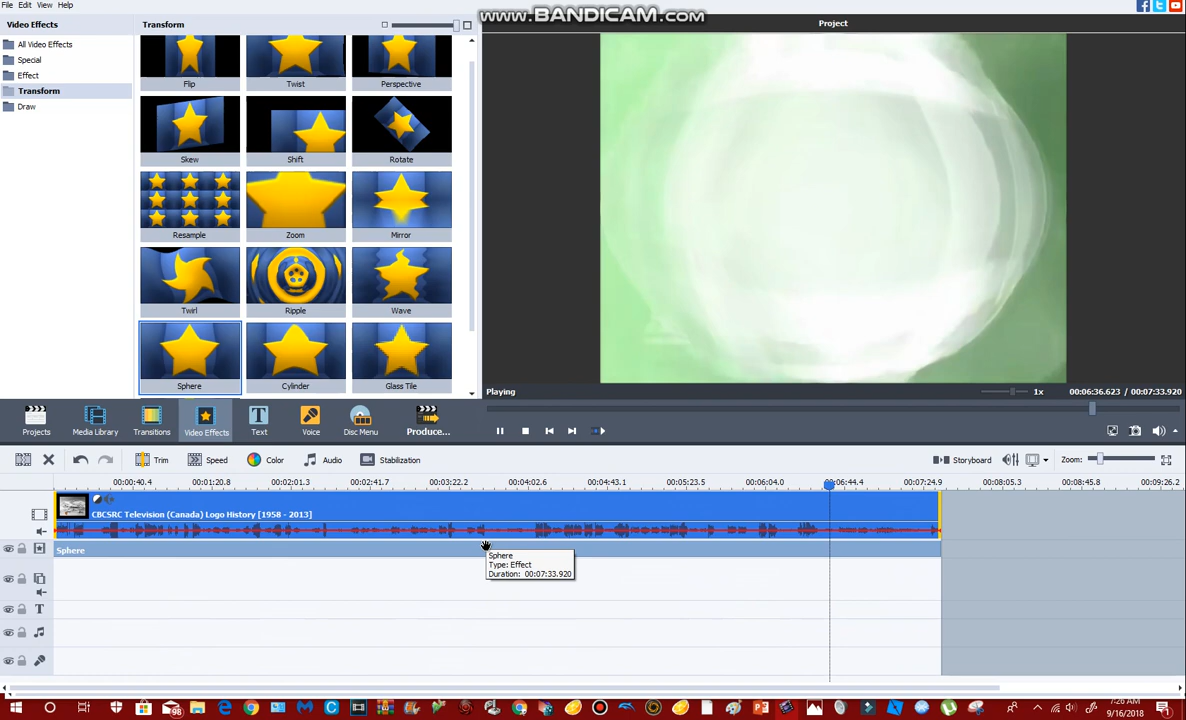 File Edit View Help
WWW.BANDICAM.COM
Video Effects
Transform
Project
All Video Effects
Special
Effect
Transform
Draw
Flip
Twist
Perspective
Skew
Shift
Rotate
Resample
Zoom
Mirror
Twirl
Ripple
Wave
Sphere
Cylinder
Glass Tile
Playing
1x
00:06:36.623 / 00:07:33.920
Projects
Media Library
Transitions
Video Effects
Text
Voice
Disc Menu
Produce...
Trim
Speed
Color
Audio
Stabilization
Storyboard
Zoom:
00:00:40.4 00:01:20.8 00:02:01.3 00:02:41.7 00:03:22.2 00:04:02.6 00:04:43.1 00:05:23.5 00:06:04.0 00:06:44.4 00:07:24.9 00:08:05.3 00:08:45.8 00:09:26.2
CBCSRC Television (Canada) Logo History [1958 - 2013]
Sphere
Sphere
Type: Effect
Duration: 00:07:33.920
T
98
7:26 AM
9/16/2018
1